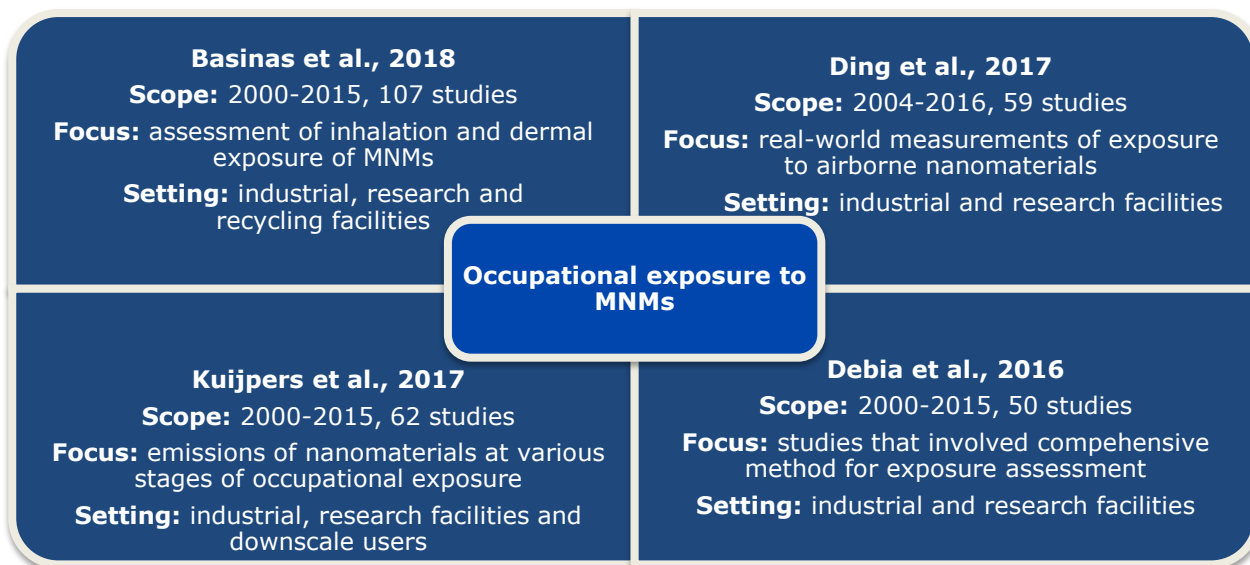 Basinas et al., 2018
Scope: 2000-2015, 107 studies
Focus: assessment of inhalation and dermal
exposure of MNMs
Setting: industrial, research and
recycling facilities
Ding et al., 2017
Scope: 2004-2016, 59 studies
Focus: real-world measurements of exposure
to airborne nanomaterials
Setting: industrial and research facilities
Occupational exposure to
MNMs
Kuijpers et al., 2017
Scope: 2000-2015, 62 studies
Focus: emissions of nanomaterials at various
stages of occupational exposure
Setting: industrial, research facilities and
downscale users
Debia et al., 2016
Scope: 2000-2015, 50 studies
Focus: studies that involved compehensive
method for exposure assessment
Setting: industrial and research facilities